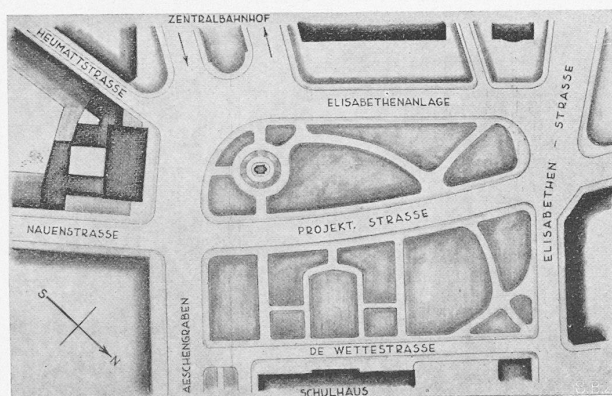 ZENTRALBAHNHOF
HEUMATTSTRASSE
ELISABETHENANLAGE
ELISABETHEN – STRASSE
PROJEKT. STRASSE
NAUENSTRASSE
S
N
AESCHENGRABEN
DE WETTESTRASSE
SCHULHAUS